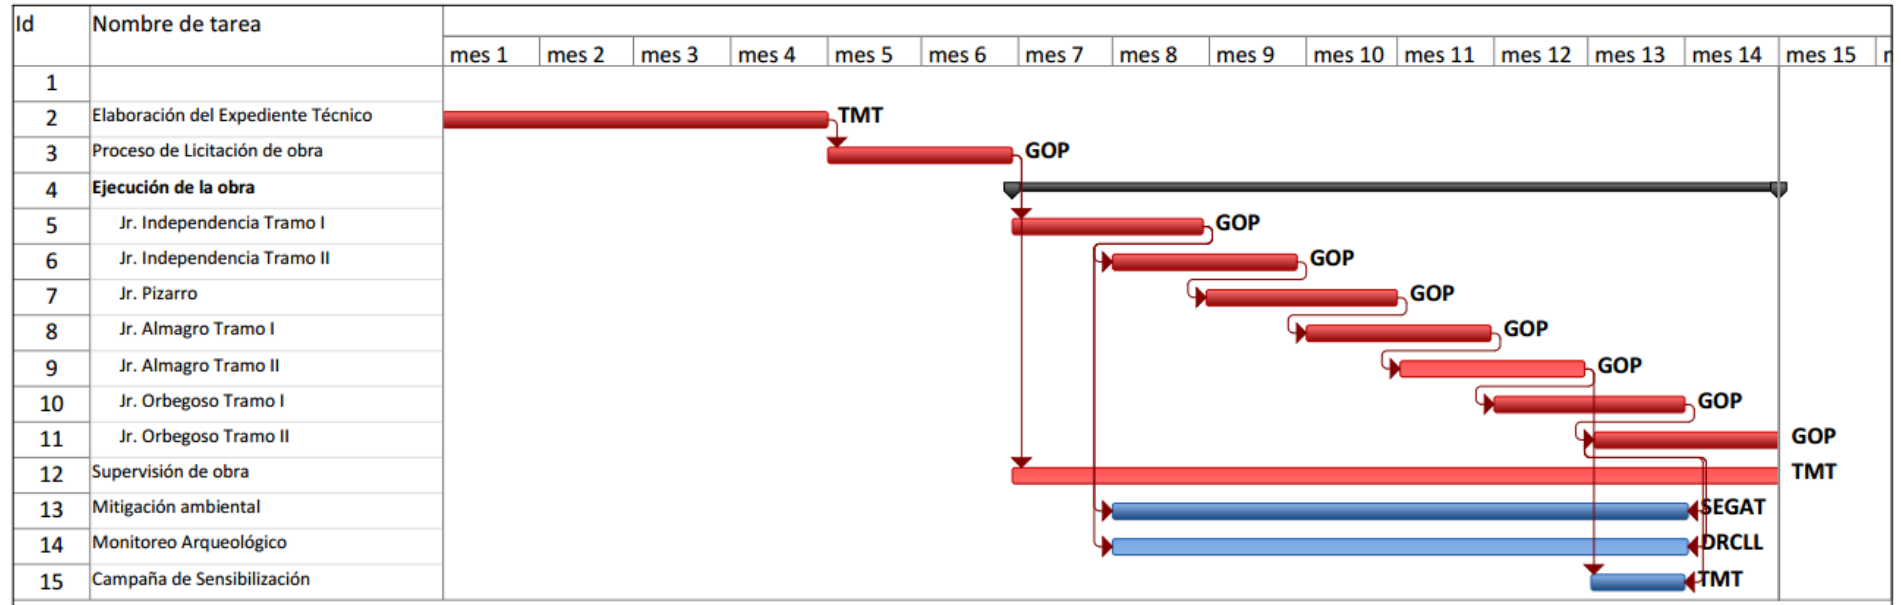 Id Nombre de tarea
mes 1 mes 2 mes 3 mes 4 mes 5 mes 6 mes 7 mes 8 mes 9 mes 10 mes 11 mes 12 mes 13 mes 14 mes 15
1
2 Elaboración del Expediente Técnico TMT
3 Proceso de Licitación de obra GOP
4 Ejecución de la obra
5 Jr. Independencia Tramo I GOP
6 Jr. Independencia Tramo II GOP
7 Jr. Pizarro GOP
8 Jr. Almagro Tramo I GOP
9 Jr. Almagro Tramo II GOP
10 Jr. Orbegoso Tramo I GOP
11 Jr. Orbegoso Tramo II GOP
12 Supervisión de obra TMT
13 Mitigación ambiental SEGAT
14 Monitoreo Arqueológico DRCLL
15 Campaña de Sensibilización TMT